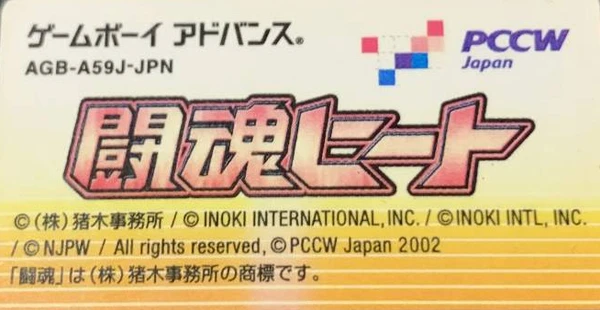 ゲームボーイ アドバンス®
AGB-A59J-JPN
PCCW
Japan
闘魂ヒート
©(株)猪木事務所 / © INOKI INTERNATIONAL, INC. / ©INOKI INTL, INC.
/ ©NJPW / All rights reserved, ©PCCW Japan 2002
「闘魂」は(株)猪木事務所の商標です。